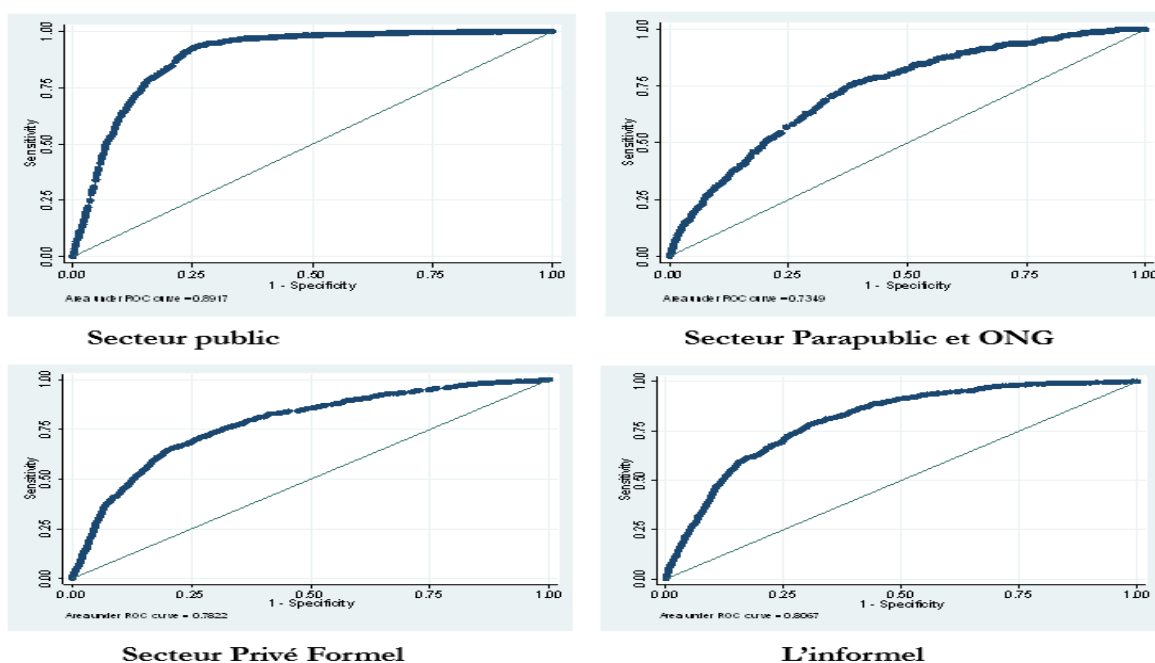 1.00
0.75
0.50
0.25
0.00
Sensitivity
0.00 0.25 0.50 0.75 1.00
1 - Specificity
Area under ROC curve = 0.8917
Secteur public
1.00
0.75
0.50
0.25
0.00
Sensitivity
0.00 0.25 0.50 0.75 1.00
1 - Specificity
Area under ROC curve = 0.7349
Secteur Parapublic et ONG
1.00
0.75
0.50
0.25
0.00
Sensitivity
0.00 0.25 0.50 0.75 1.00
1 - Specificity
Area under ROC curve = 0.7822
Secteur Privé Formel
1.00
0.75
0.50
0.25
0.00
Sensitivity
0.00 0.25 0.50 0.75 1.00
1 - Specificity
Area under ROC curve = 0.8067
L’informel